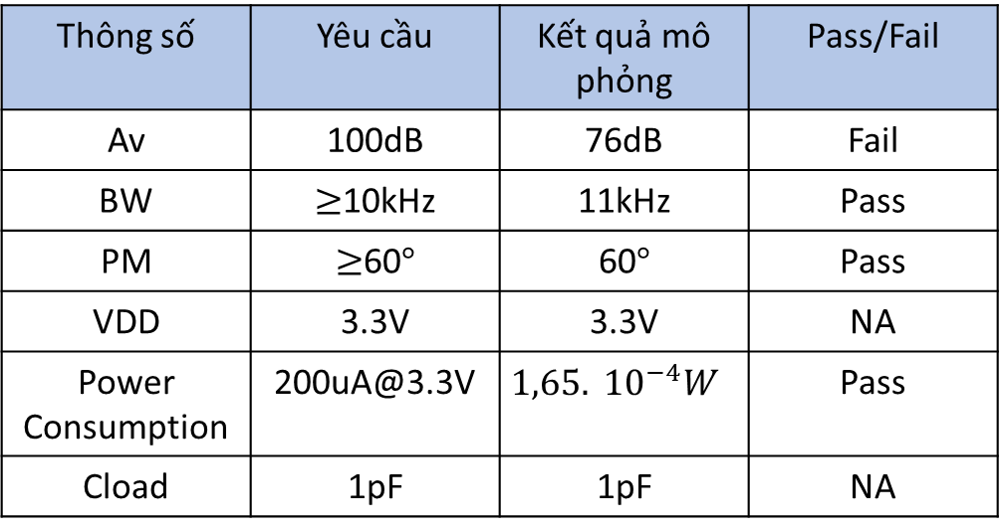 Thông số Yêu cầu Kết quả mô phỏng Pass/Fail
Av 100dB 76dB Fail
BW ≥10kHz 11kHz Pass
PM ≥60° 60° Pass
VDD 3.3V 3.3V NA
Power Consumption 200uA@3.3V 1,65. 10⁻⁴W Pass
Cload 1pF 1pF NA